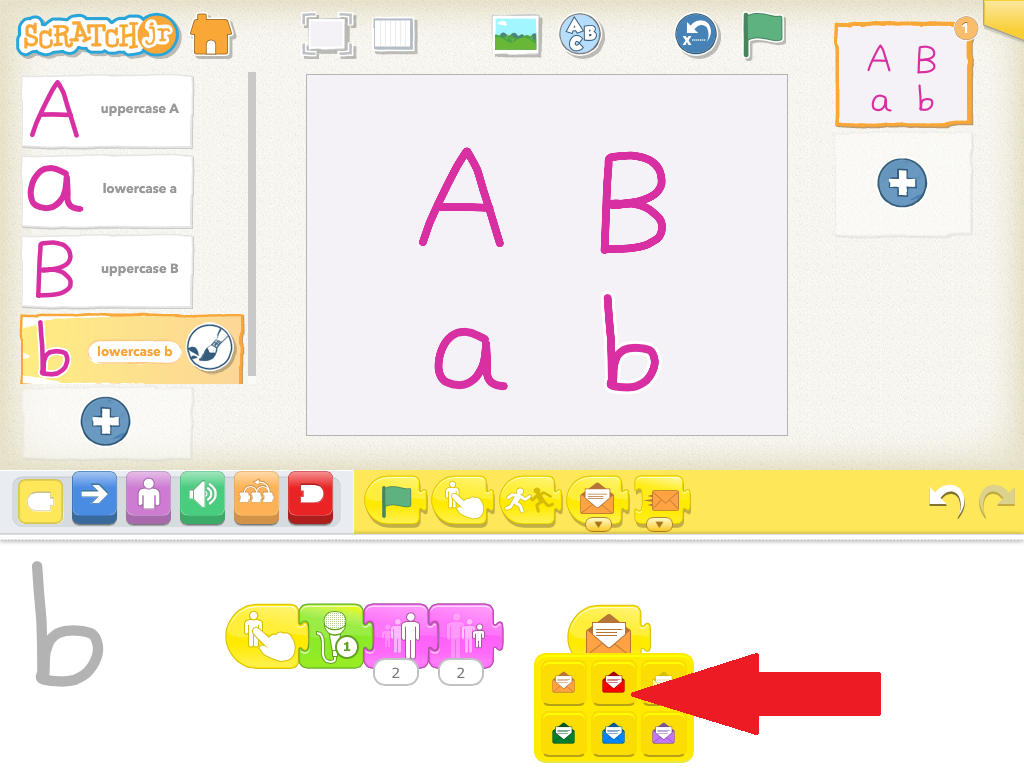 SCRATCH Jr
A B C
1
A B
a b
A uppercase A
a lowercase a
B uppercase B
b lowercase b
A B
a b
b
1
2 2